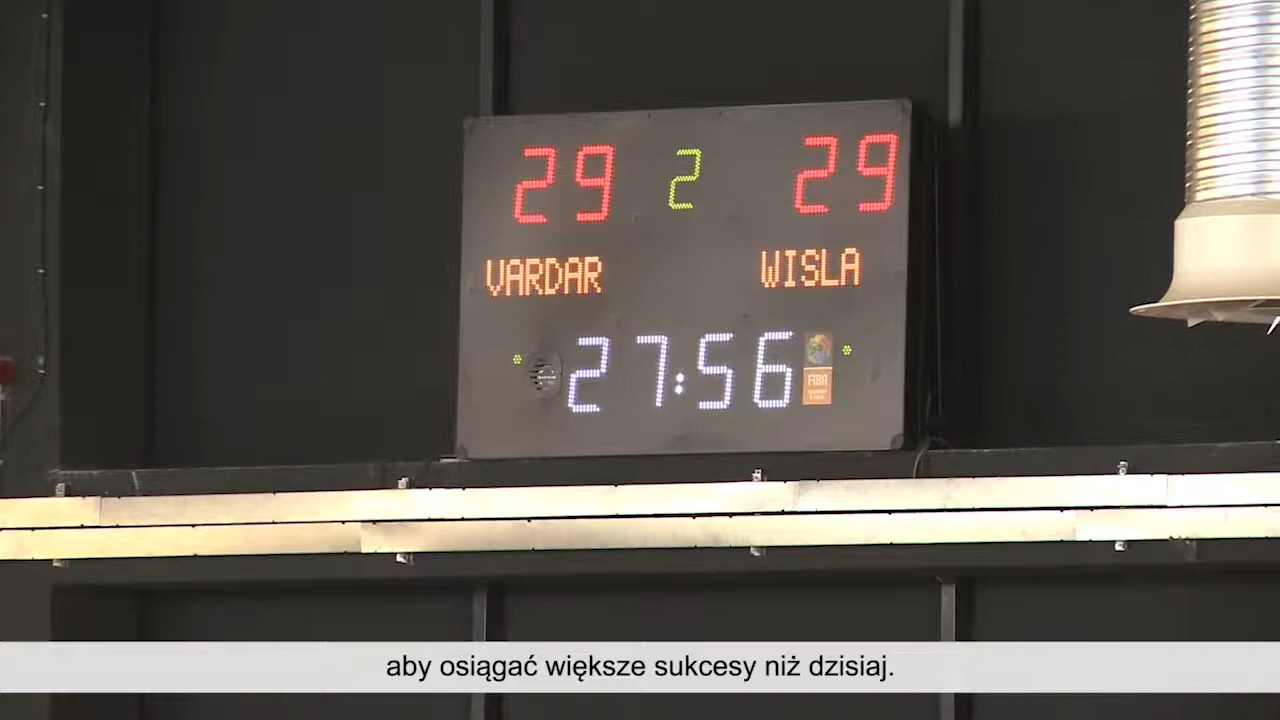 29 2 29
VARDAR WISLA
27:56
FIBA
aby osiągać większe sukcesy niż dzisiaj.